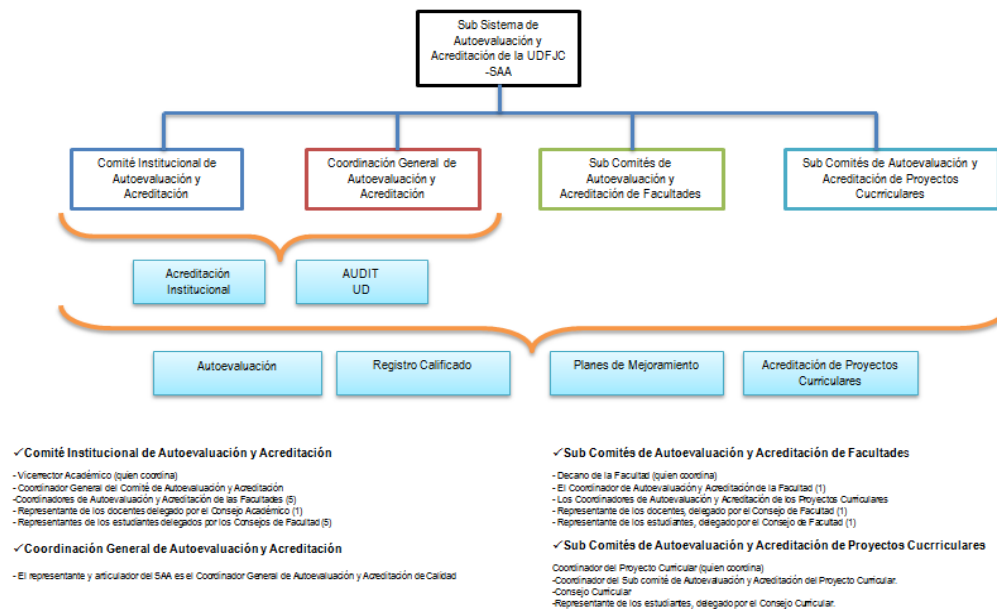 Sub Sistema de
Autoevaluación y
Acreditación de la UDFJC
-SAA
Comité Institucional de
Autoevaluación y
Acreditación
Coordinación General de
Autoevaluación y
Acreditación
Sub Comités de
Autoevaluación y
Acreditación de Facultades
Sub Comités de Autoevaluación y
Acreditación de Proyectos
Cucrriculares
Acreditación
Institucional
AUDIT
UD
Autoevaluación
Registro Calificado
Planes de Mejoramiento
Acreditación de Proyectos
Curriculares
✓Comité Institucional de Autoevaluación y Acreditación
- Vicerrector Académico (quien coordina)
- Coordinador General del Comité de Autoevaluación y Acreditación
-Coordinadores de Autoevaluación y Acreditación de las Facultades (5)
- Representante de los docentes delegado por el Consejo Académico (1)
- Representantes de los estudiantes delegados por los Consejos de Facultad (5)
✓Coordinación General de Autoevaluación y Acreditación
- El representante y articulador del SAA es el Coordinador General de Autoevaluación y Acreditación de Calidad
✓Sub Comités de Autoevaluación y Acreditación de Facultades
- Decano de la Facultad (quien coordina)
- El Coordinador de Autoevaluación y Acreditación de la Facultad (1)
- Los Coordinadores de Autoevaluación y Acreditación de los Proyectos Curriculares
- Representante de los docentes, delegado por el Consejo de Facultad (1)
- Representante de los estudiantes, delegado por el Consejo de Facultad (1)
✓Sub Comités de Autoevaluación y Acreditación de Proyectos Cucrriculares
Coordinador del Proyecto Curricular (quien coordina)
-Coordinador del Sub comité de Autoevaluación y Acreditación del Proyecto Curricular.
-Consejo Curricular
-Representante de los estudiantes, delegado por el Consejo Curricular.